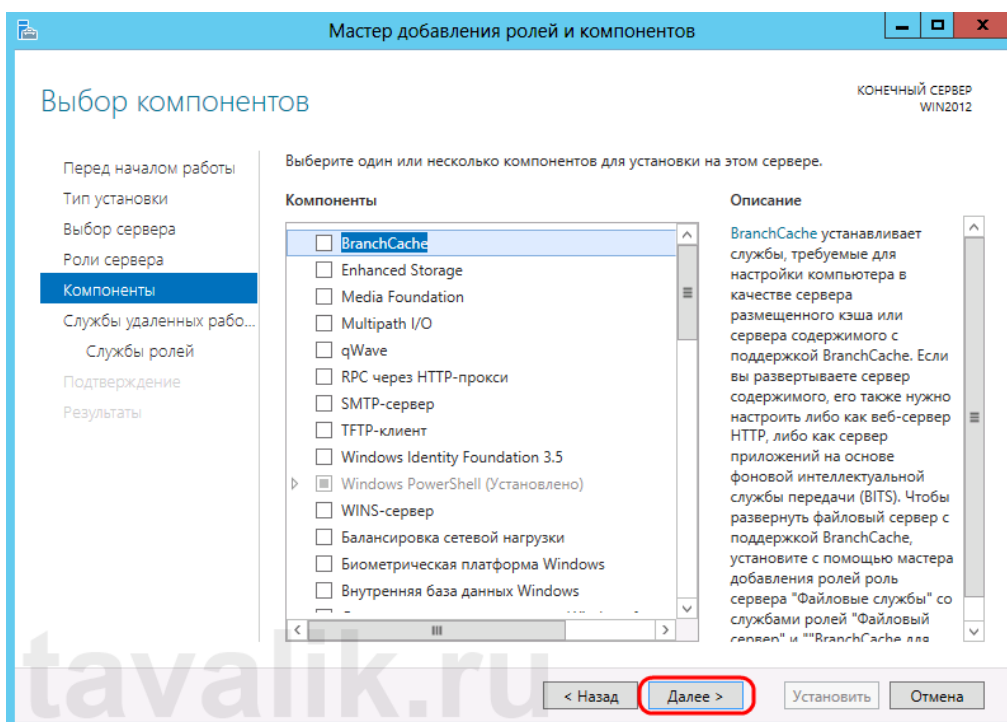 Мастер добавления ролей и компонентов
Выбор компонентов
КОНЕЧНЫЙ СЕРВЕР
WIN2012
Перед началом работы
Тип установки
Выбор сервера
Роли сервера
Компоненты
Службы удаленных рабо...
Службы ролей
Подтверждение
Результаты
Выберите один или несколько компонентов для установки на этом сервере.
Компоненты
BranchCache
Enhanced Storage
Media Foundation
Multipath I/O
qWave
RPC через HTTP-прокси
SMTP-сервер
TFTP-клиент
Windows Identity Foundation 3.5
Windows PowerShell (Установлено)
WINS-сервер
Балансировка сетевой нагрузки
Биометрическая платформа Windows
Внутренняя база данных Windows
Описание
BranchCache устанавливает
службы, требуемые для
настройки компьютера в
качестве сервера
размещенного кэша или
сервера содержимого с
поддержкой BranchCache. Если
вы развертываете сервер
содержимого, его также нужно
настроить либо как веб-сервер
HTTP, либо как сервер
приложений на основе
фоновой интеллектуальной
службы передачи (BITS). Чтобы
развернуть файловый сервер с
поддержкой BranchCache,
установите с помощью мастера
добавления ролей роль
сервера "Файловые службы" со
службами ролей "Файловый
сервер" и ""BranchCache для
< Назад
Далее >
Установить
Отмена
tavalik.ru